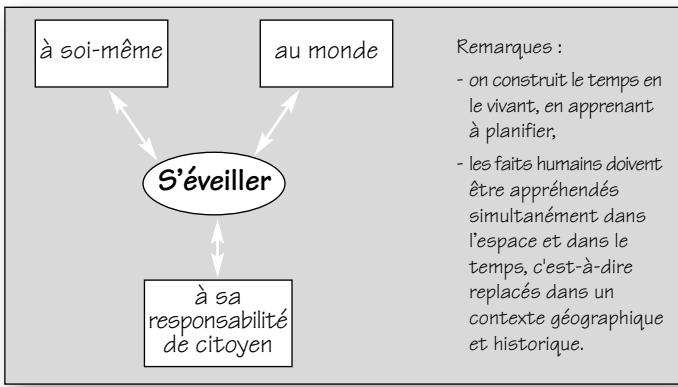 à soi-même
au monde
S'éveiller
à sa
responsabilité
de citoyen
Remarques :
- on construit le temps en
le vivant, en apprenant
à planifier,
- les faits humains doivent
être appréhendés
simultanément dans
l'espace et dans le
temps, c'est-à-dire
replacés dans un
contexte géographique
et historique.